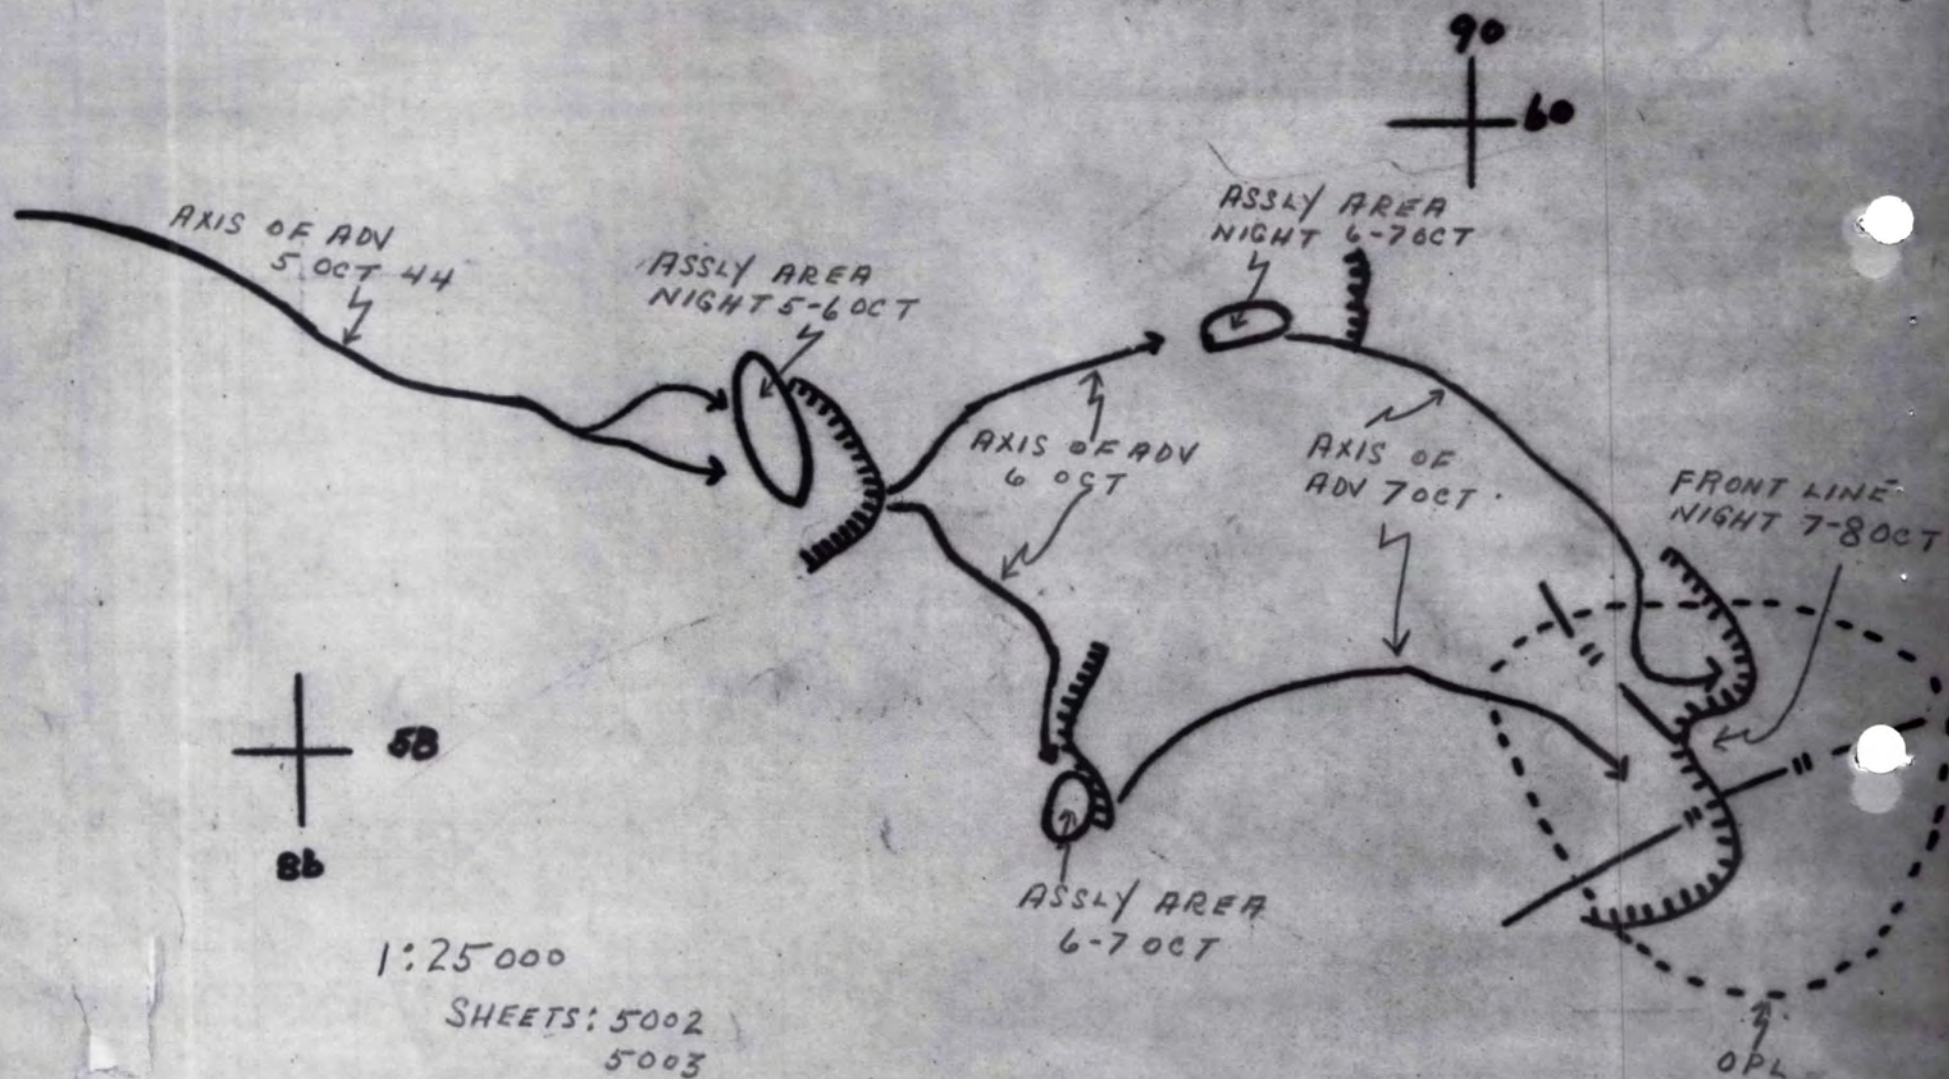 90
60
AXIS OF ADV
5 OCT 44
ASSLY AREA
NIGHT 5-6 OCT
ASSLY AREA
NIGHT 6-7 OCT
AXIS OF ADV
6 OCT
AXIS OF
ADV 7 OCT.
FRONT LINE
NIGHT 7-8 OCT
58
86
ASSLY AREA
6-7 OCT
1:25000
SHEETS: 5002
5003
OPL